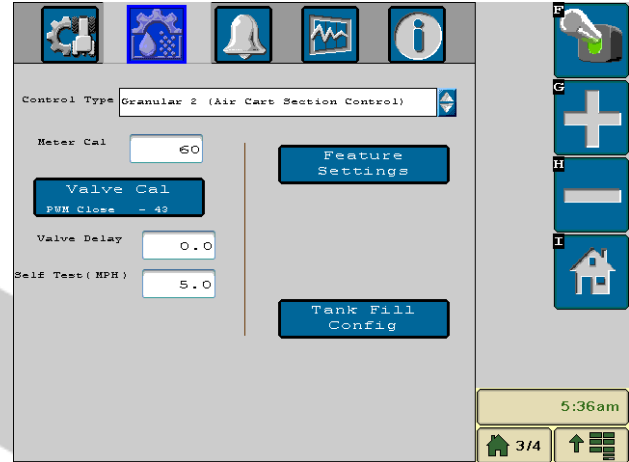 F
Control Type Granular 2 (Air Cart Section Control)
G
Meter Cal 60
Feature
Settings
H
Valve Cal
PWM Close - 43
Valve Delay 0.0
I
Self Test(MPH) 5.0
Tank Fill
Config
5:36am
3/4